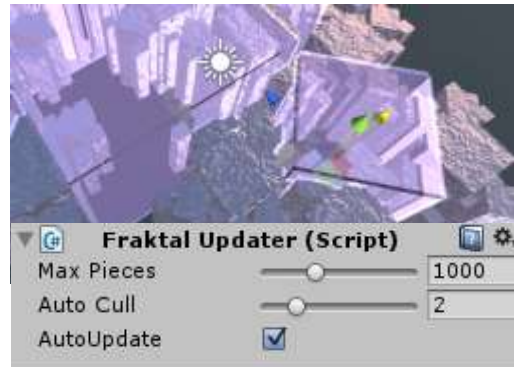 Fraktal Updater (Script)
Max Pieces 1000
Auto Cull 2
AutoUpdate